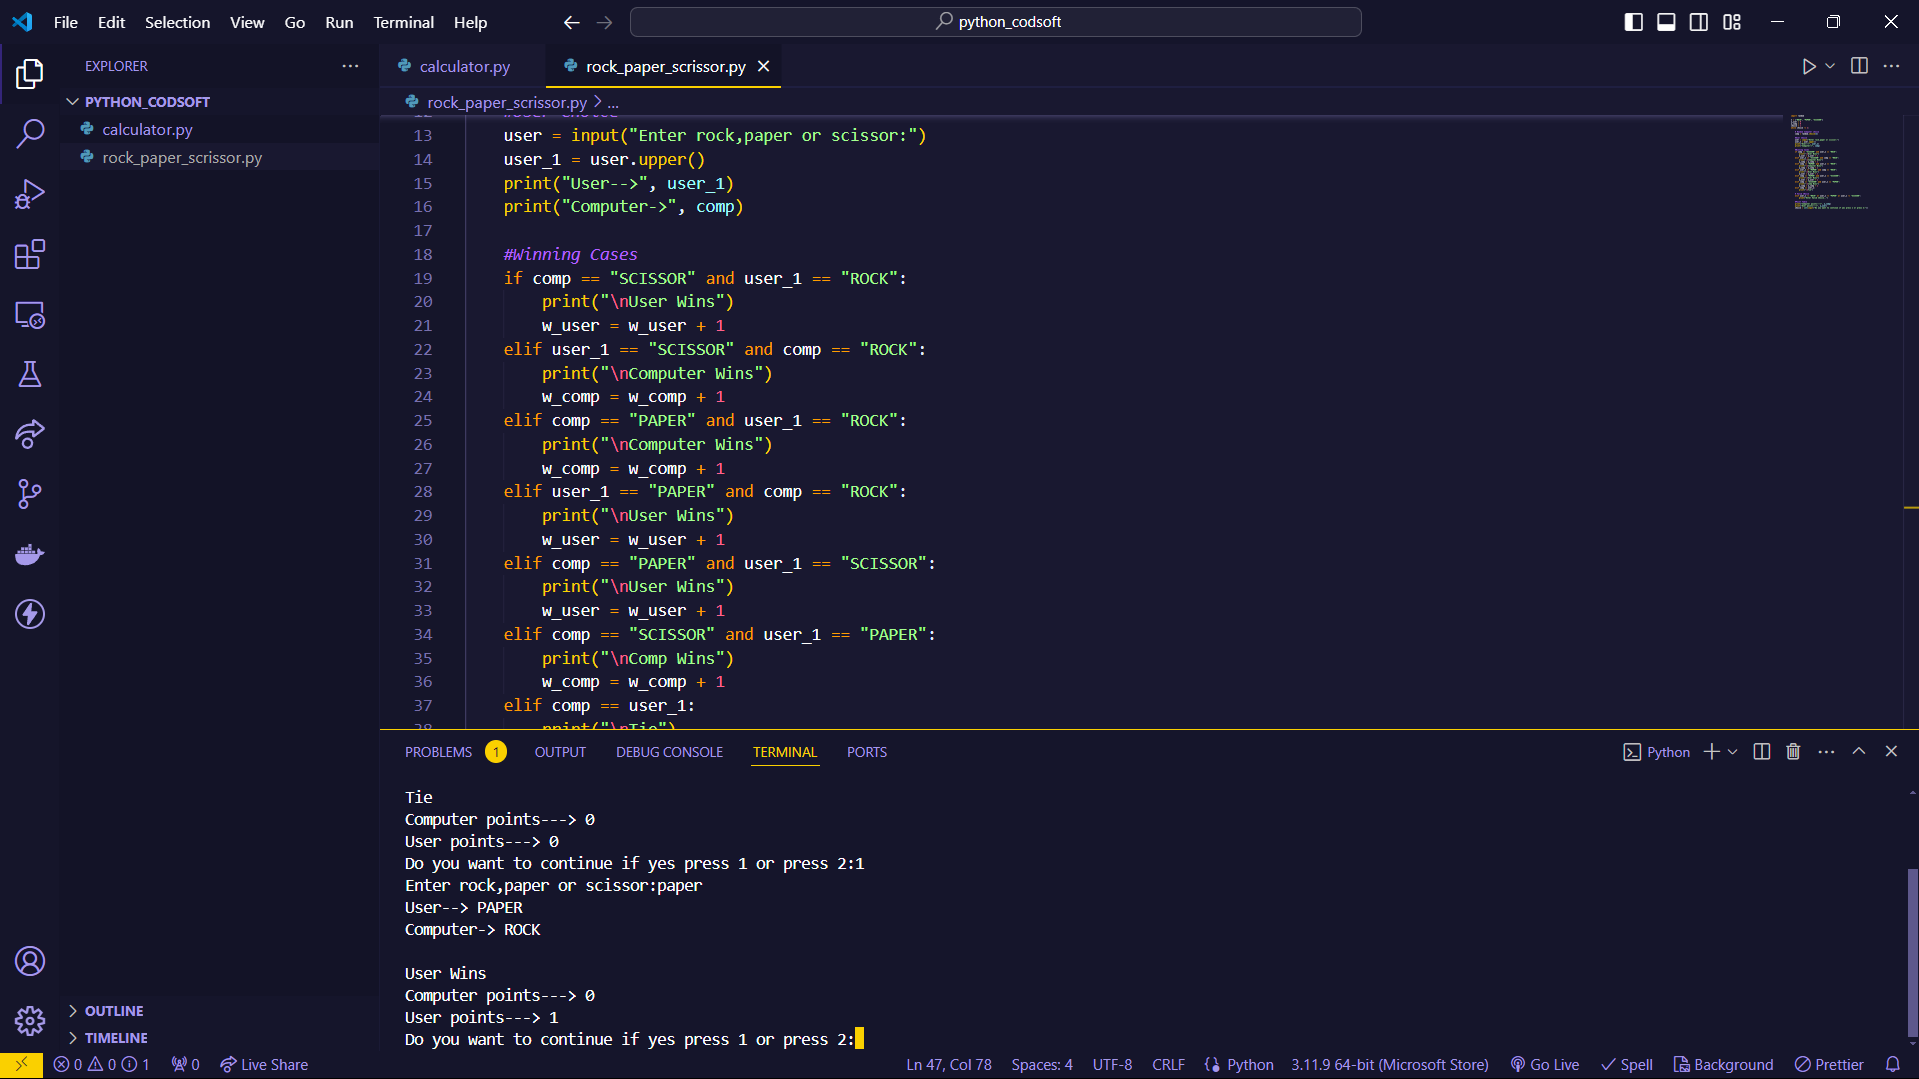 File Edit Selection View Go Run Terminal Help
python_codsoft
EXPLORER
PYTHON_CODSOFT
calculator.py
rock_paper_scrissor.py
OUTLINE
TIMELINE
calculator.py rock_paper_scrissor.py
rock_paper_scrissor.py > ...
13 user = input("Enter rock,paper or scissor:")
14 user_1 = user.upper()
15 print("User-->", user_1)
16 print("Computer->", comp)
17
18 #Winning Cases
19 if comp == "SCISSOR" and user_1 == "ROCK":
20 print("\nUser Wins")
21 w_user = w_user + 1
22 elif user_1 == "SCISSOR" and comp == "ROCK":
23 print("\nComputer Wins")
24 w_comp = w_comp + 1
25 elif comp == "PAPER" and user_1 == "ROCK":
26 print("\nComputer Wins")
27 w_comp = w_comp + 1
28 elif user_1 == "PAPER" and comp == "ROCK":
29 print("\nUser Wins")
30 w_user = w_user + 1
31 elif comp == "PAPER" and user_1 == "SCISSOR":
32 print("\nUser Wins")
33 w_user = w_user + 1
34 elif comp == "SCISSOR" and user_1 == "PAPER":
35 print("\nComp Wins")
36 w_comp = w_comp + 1
37 elif comp == user_1:
38 print("\nTie")
PROBLEMS 1 OUTPUT DEBUG CONSOLE TERMINAL PORTS
Python
Tie
Computer points---> 0
User points---> 0
Do you want to continue if yes press 1 or press 2:1
Enter rock,paper or scissor:paper
User--> PAPER
Computer-> ROCK
User Wins
Computer points---> 0
User points---> 1
Do you want to continue if yes press 1 or press 2:
0 0 1 0 Live Share Ln 47, Col 78 Spaces: 4 UTF-8 CRLF Python 3.11.9 64-bit (Microsoft Store) Go Live Spell Background Prettier